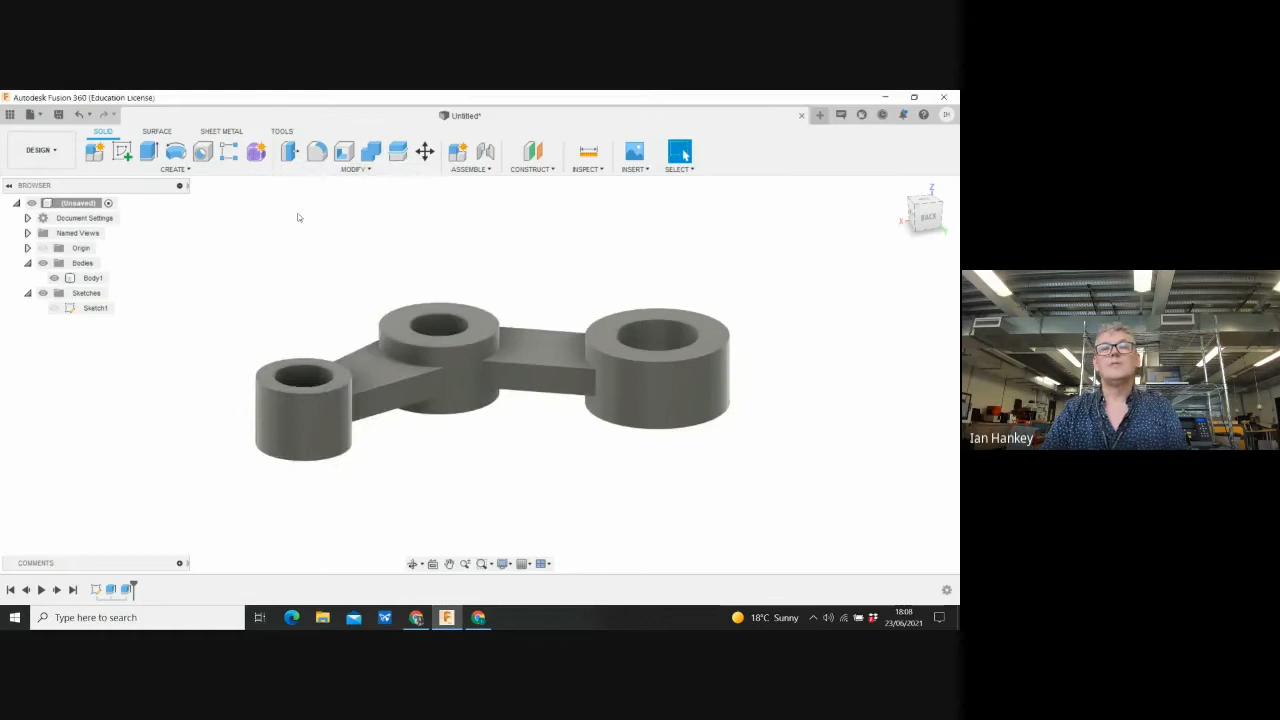 Autodesk Fusion 360 (Education License)
Untitled*
IH
DESIGN
SOLID
SURFACE
SHEET METAL
TOOLS
CREATE
MODIFY
ASSEMBLE
CONSTRUCT
INSPECT
INSERT
SELECT
BROWSER
(Unsaved)
Document Settings
Named Views
Origin
Bodies
Body1
Sketches
Sketch1
Z
X
BACK
Ian Hankey
COMMENTS
Type here to search
18°C Sunny
18:08
23/06/2021